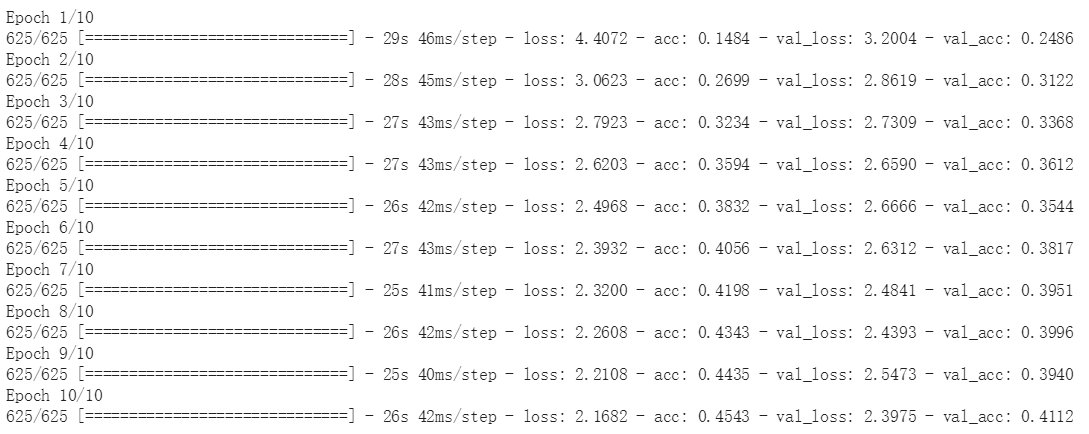 Epoch 1/10
625/625 [==============================] - 29s 46ms/step - loss: 4.4072 - acc: 0.1484 - val_loss: 3.2004 - val_acc: 0.2486
Epoch 2/10
625/625 [==============================] - 28s 45ms/step - loss: 3.0623 - acc: 0.2699 - val_loss: 2.8619 - val_acc: 0.3122
Epoch 3/10
625/625 [==============================] - 27s 43ms/step - loss: 2.7923 - acc: 0.3234 - val_loss: 2.7309 - val_acc: 0.3368
Epoch 4/10
625/625 [==============================] - 27s 43ms/step - loss: 2.6203 - acc: 0.3594 - val_loss: 2.6590 - val_acc: 0.3612
Epoch 5/10
625/625 [==============================] - 26s 42ms/step - loss: 2.4968 - acc: 0.3832 - val_loss: 2.6666 - val_acc: 0.3544
Epoch 6/10
625/625 [==============================] - 27s 43ms/step - loss: 2.3932 - acc: 0.4056 - val_loss: 2.6312 - val_acc: 0.3817
Epoch 7/10
625/625 [==============================] - 25s 41ms/step - loss: 2.3200 - acc: 0.4198 - val_loss: 2.4841 - val_acc: 0.3951
Epoch 8/10
625/625 [==============================] - 26s 42ms/step - loss: 2.2608 - acc: 0.4343 - val_loss: 2.4393 - val_acc: 0.3996
Epoch 9/10
625/625 [==============================] - 25s 40ms/step - loss: 2.2108 - acc: 0.4435 - val_loss: 2.5473 - val_acc: 0.3940
Epoch 10/10
625/625 [==============================] - 26s 42ms/step - loss: 2.1682 - acc: 0.4543 - val_loss: 2.3975 - val_acc: 0.4112